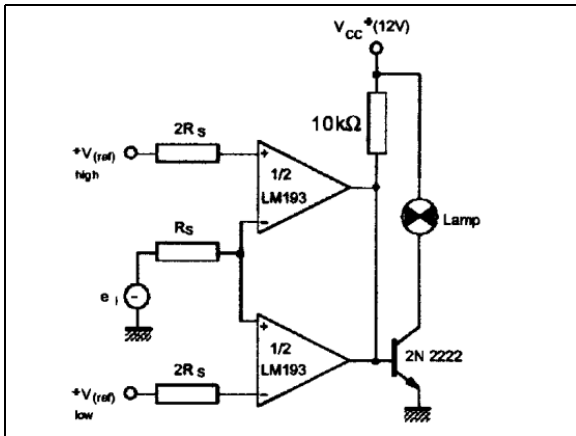 VCC +(12V)
10kΩ
2RS
+V(ref)
high
+
1/2
LM193
-
Lamp
RS
e i
-
+
1/2
LM193
-
2N 2222
2RS
+V(ref)
low